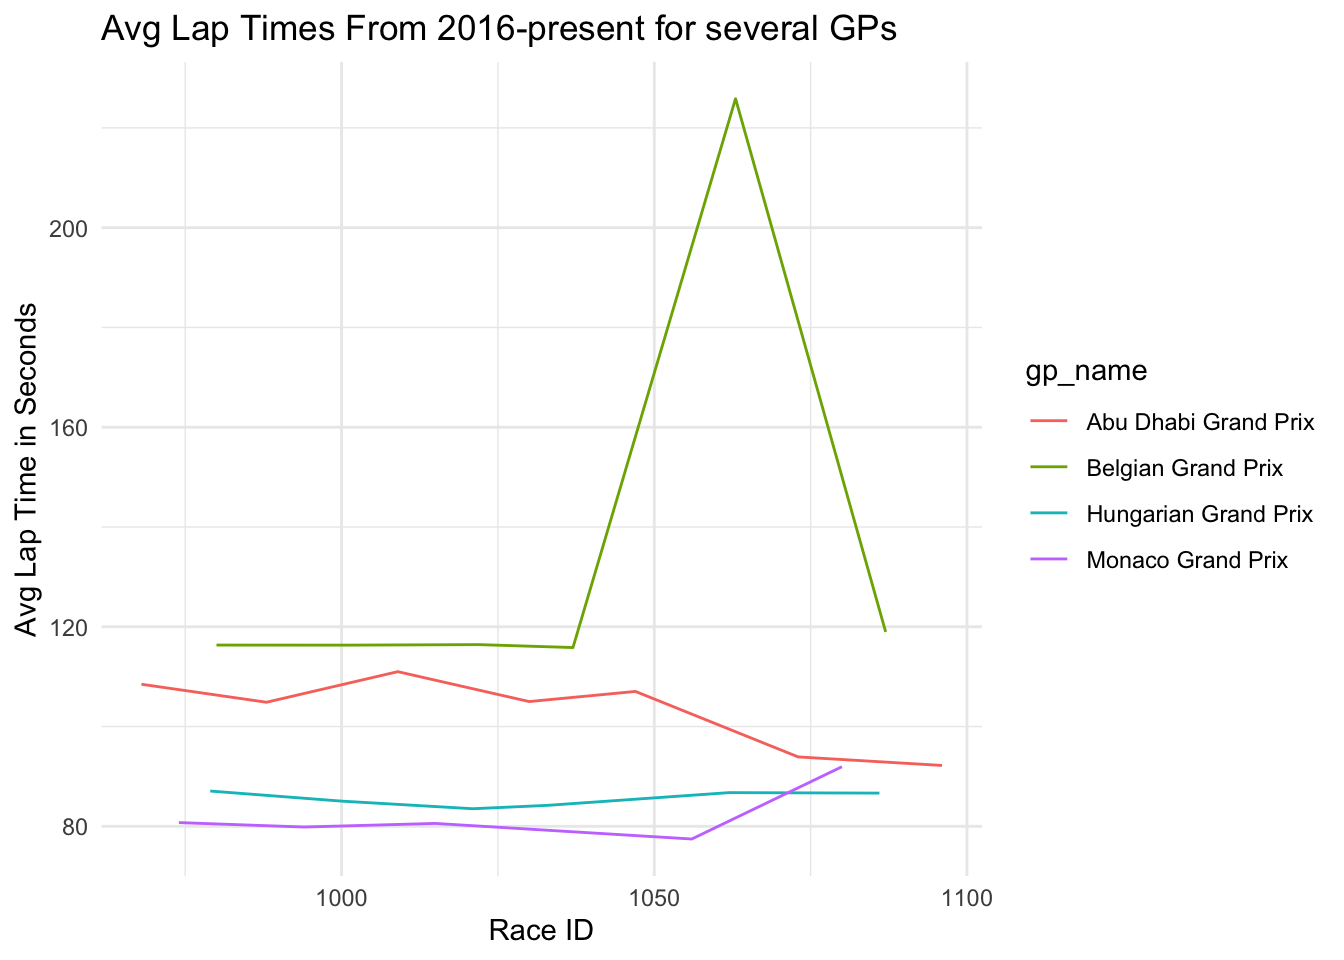 Avg Lap Times From 2016-present for several GPs
Avg Lap Time in Seconds
200
160
120
80
1000
1050
1100
Race ID
gp_name
Abu Dhabi Grand Prix
Belgian Grand Prix
Hungarian Grand Prix
Monaco Grand Prix